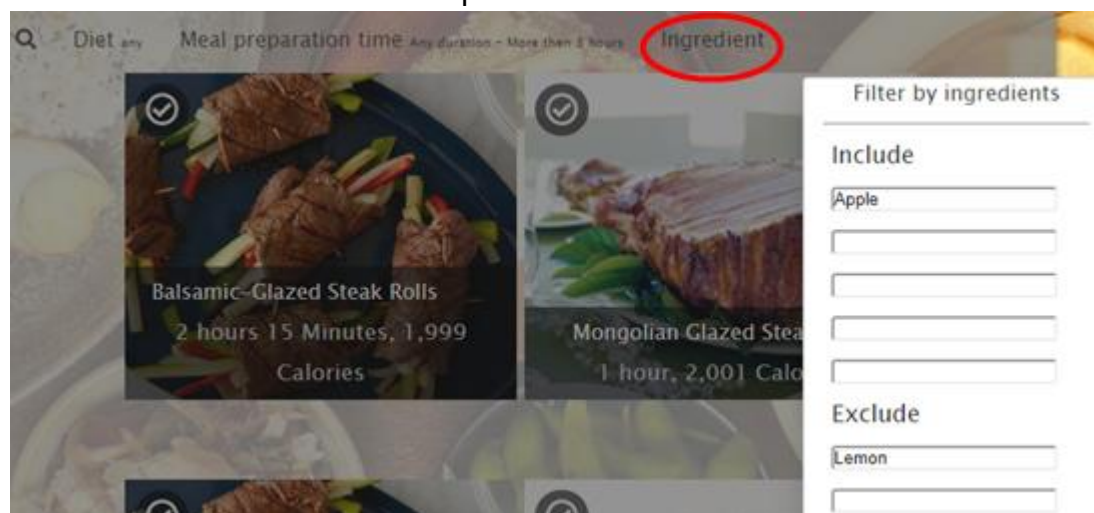 Diet any Meal preparation time Any duration - More than 8 hours Ingredient
Filter by ingredients
Include
Apple
Exclude
Lemon
Balsamic-Glazed Steak Rolls
2 hours 15 Minutes, 1,999
Calories
Mongolian Glazed Stea
1 hour, 2,001 Calo